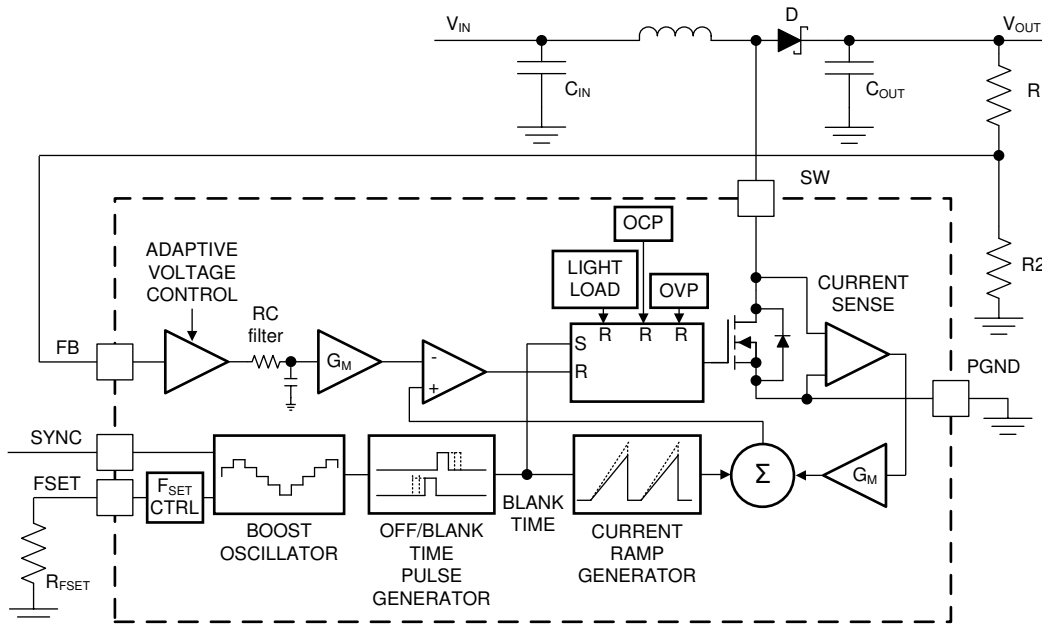 VIN
D
VOUT
CIN
COUT
R
SW
R2
OCP
LIGHT
LOAD
OVP
CURRENT
SENSE
ADAPTIVE
VOLTAGE
CONTROL
RC
filter
FB
GM
-
+
S
R
R
R
R
PGND
SYNC
FSET
FSET
CTRL
BOOST
OSCILLATOR
OFF/BLANK
TIME
PULSE
GENERATOR
BLANK
TIME
CURRENT
RAMP
GENERATOR
Σ
GM
RFSET